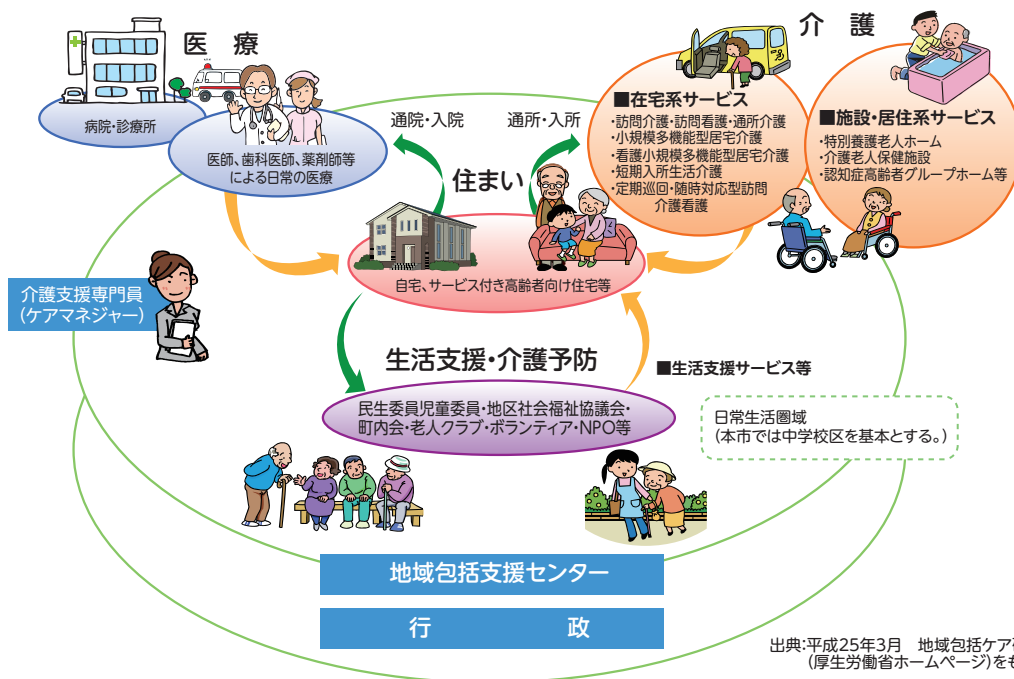 医　療
病院・診療所
医師、歯科医師、薬剤師等
による日常の医療
通院・入院
通所・入所
住まい
自宅、サービス付き高齢者向け住宅等
介　護
■在宅系サービス
・訪問介護・訪問看護・通所介護
・小規模多機能型居宅介護
・看護小規模多機能型居宅介護
・短期入所生活介護
・定期巡回・随時対応型訪問
介護看護
■施設・居住系サービス
・特別養護老人ホーム
・介護老人保健施設
・認知症高齢者グループホーム等
介護支援専門員
(ケアマネジャー)
生活支援・介護予防
■生活支援サービス等
民生委員児童委員・地区社会福祉協議会・
町内会・老人クラブ・ボランティア・NPO等
日常生活圏域
(本市では中学校区を基本とする。)
地域包括支援センター
行　政
出典:平成25年3月　地域包括ケア
(厚生労働省ホームページ)を